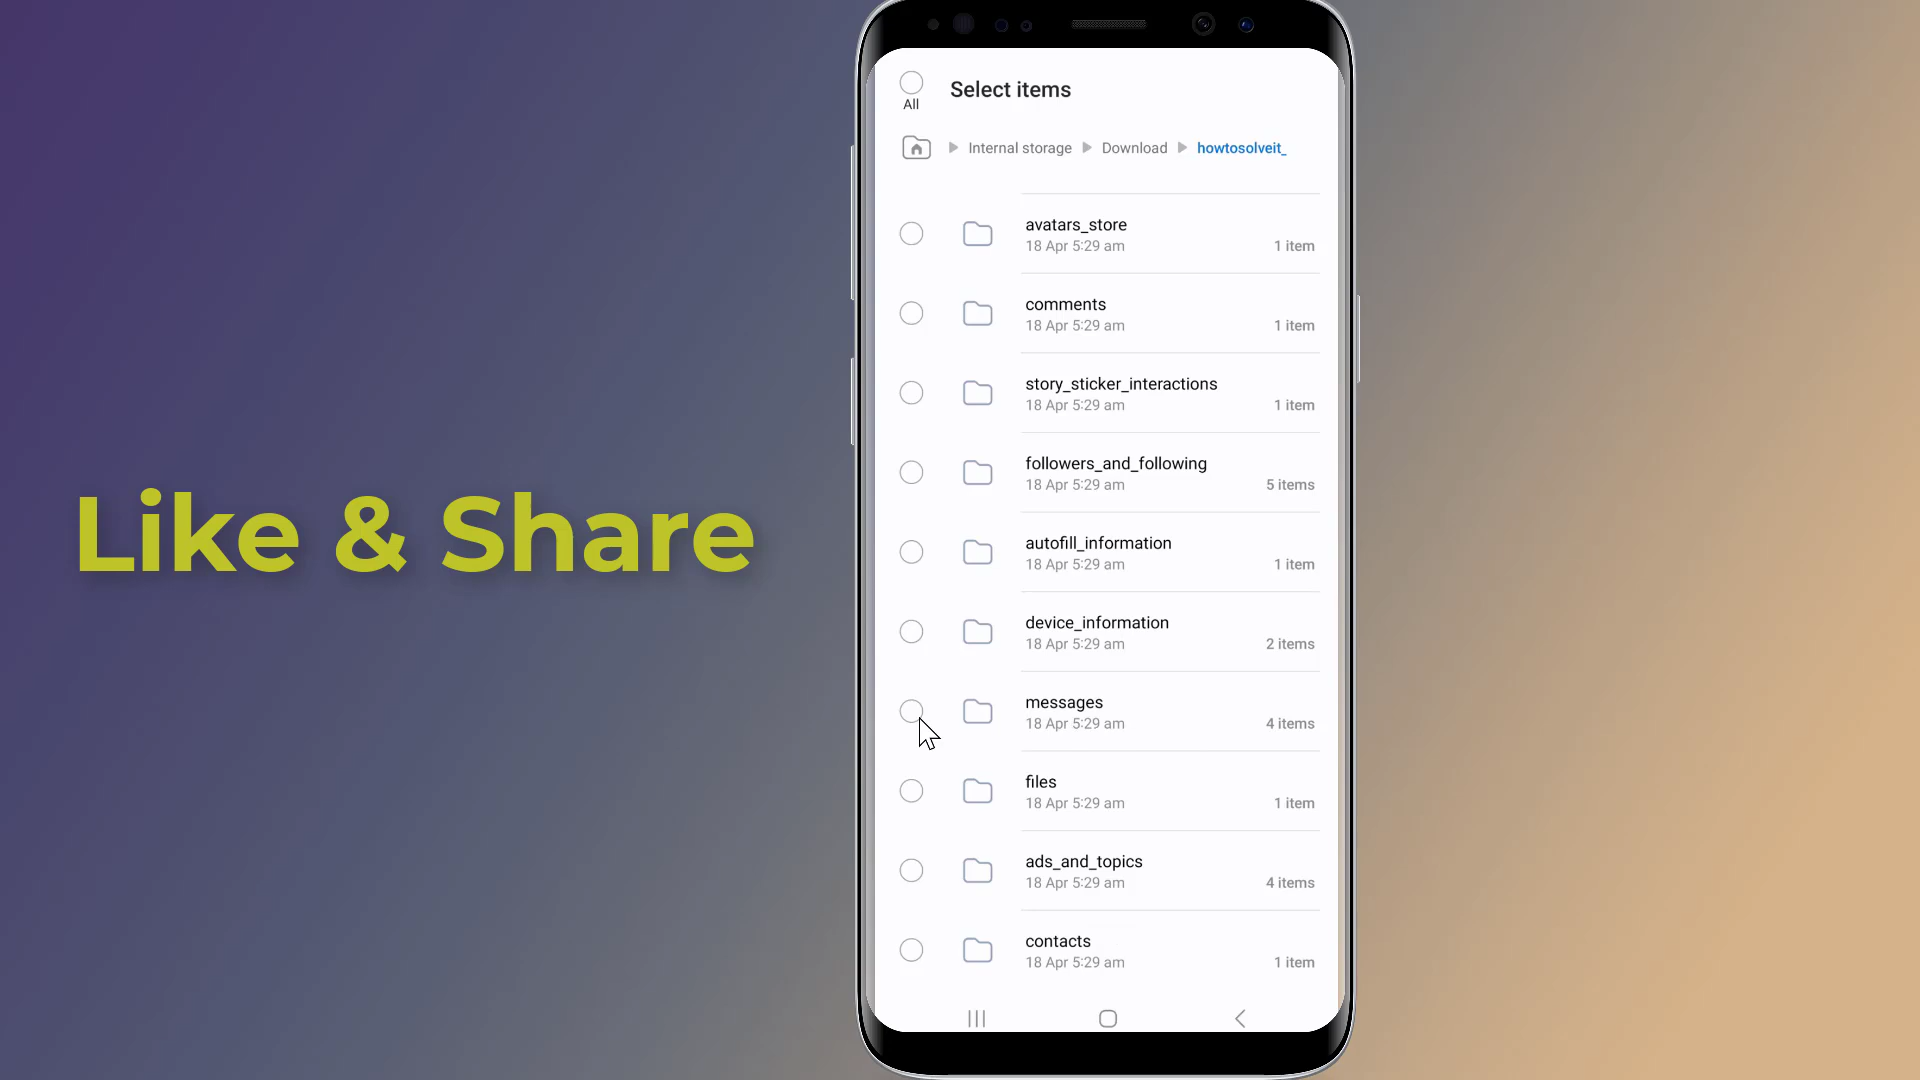 Like & Share
All
Select items
Internal storage
Download
howtosolveit_
avatars_store
18 Apr 5:29 am
1 item
comments
18 Apr 5:29 am
1 item
story_sticker_interactions
18 Apr 5:29 am
1 item
followers_and_following
18 Apr 5:29 am
5 items
autofill_information
18 Apr 5:29 am
1 item
device_information
18 Apr 5:29 am
2 items
messages
18 Apr 5:29 am
4 items
files
18 Apr 5:29 am
1 item
ads_and_topics
18 Apr 5:29 am
4 items
contacts
18 Apr 5:29 am
1 item